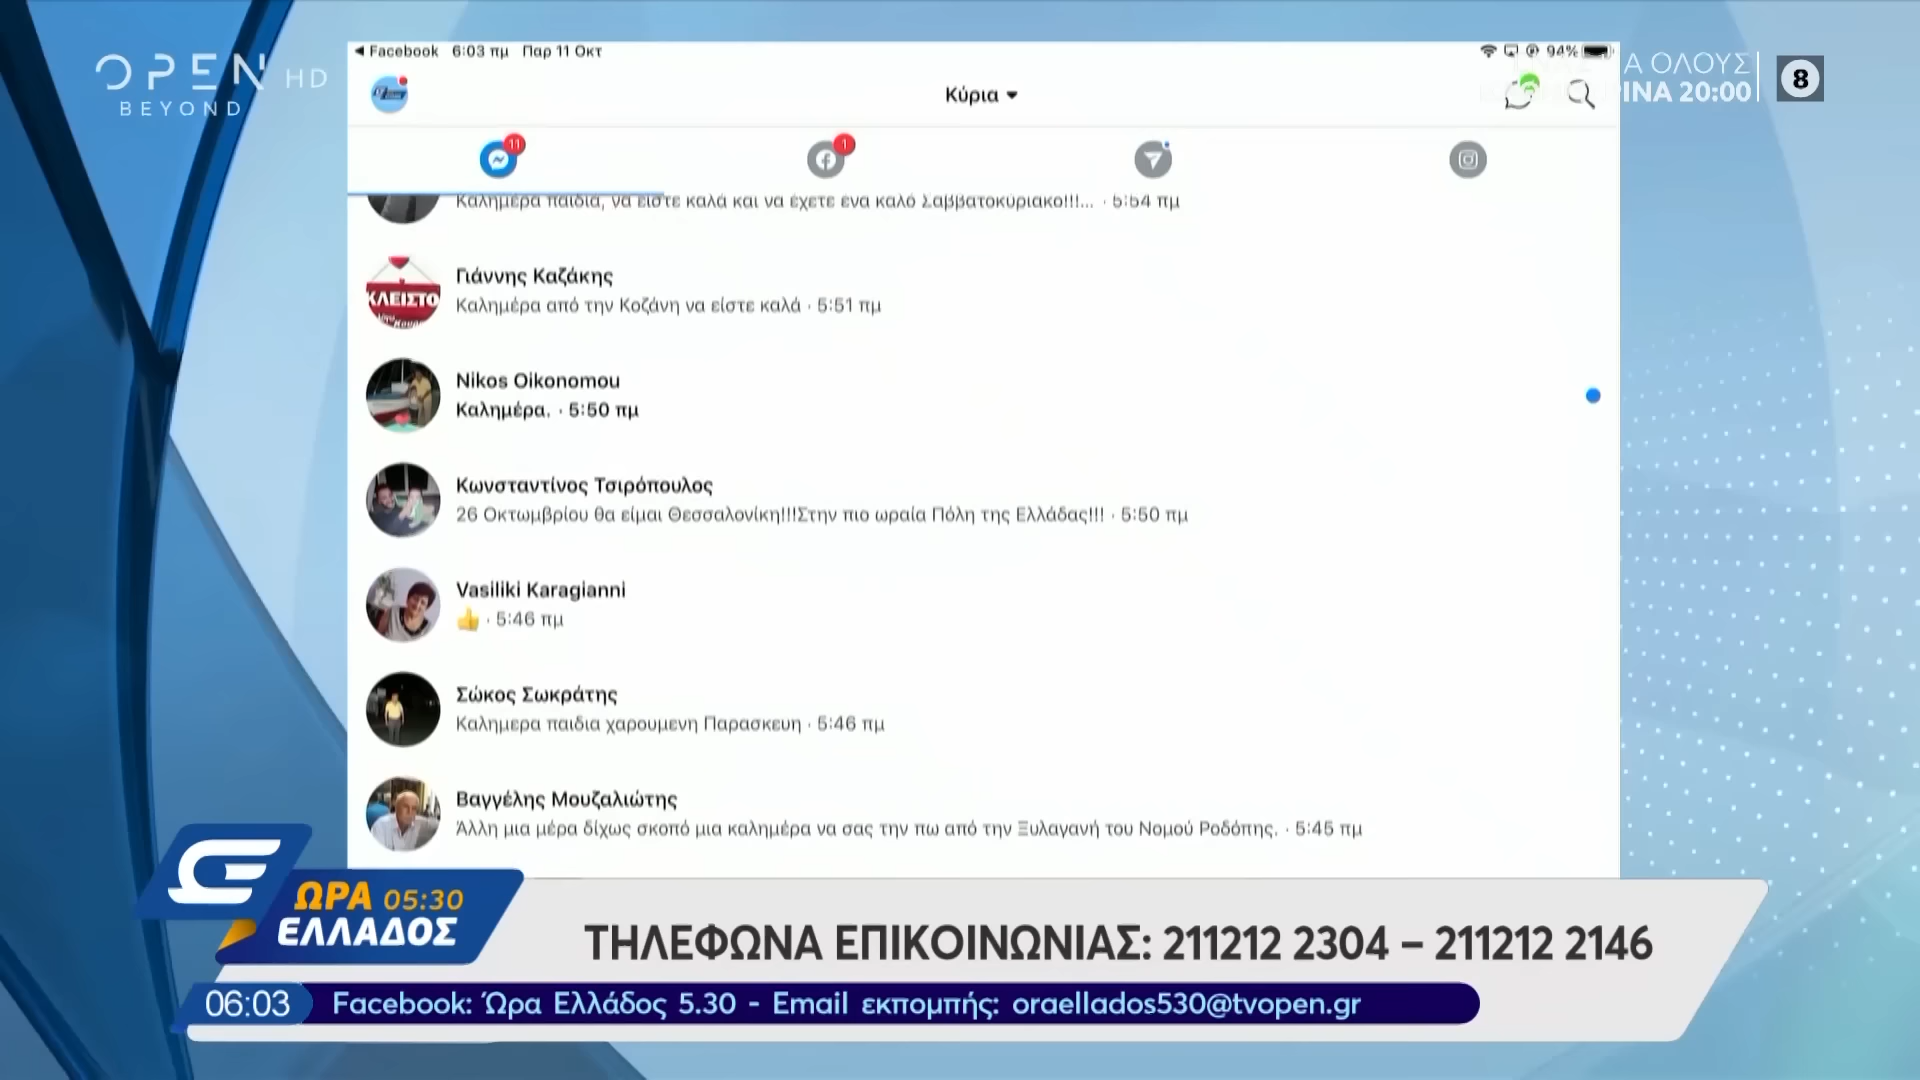 OPEN HD
BEYOND
Facebook 6:03 πμ Παρ 11 Οκτ
94%
Α ΟΛΟΥΣ
ΡΙΝΑ 20:00
8
Κύρια
11
1
Καλημέρα παιδιά, να είστε καλά και να έχετε ένα καλό Σαββατοκύριακο!!!... · 5:54 πμ
ΚΛΕΙΣΤΟ
Γιάννης Καζάκης
Καλημέρα από την Κοζάνη να είστε καλά · 5:51 πμ
Nikos Oikonomou
Καλημέρα. · 5:50 πμ
Κωνσταντίνος Τσιρόπουλος
26 Οκτωμβρίου θα είμαι Θεσσαλονίκη!!!Στην πιο ωραία Πόλη της Ελλάδας!!! · 5:50 πμ
Vasiliki Karagianni
👍 · 5:46 πμ
Σώκος Σωκράτης
Καλημερα παιδια χαρουμενη Παρασκευη · 5:46 πμ
Βαγγέλης Μουζαλιώτης
Άλλη μια μέρα δίχως σκοπό μια καλημέρα να σας την πω από την Ξυλαγανή του Νομού Ροδόπης. · 5:45 πμ
ΩΡΑ 05:30
ΕΛΛΑΔΟΣ
ΤΗΛΕΦΩΝΑ ΕΠΙΚΟΙΝΩΝΙΑΣ: 211212 2304 – 211212 2146
06:03
Facebook: Ώρα Ελλάδος 5.30 - Email εκπομπής: oraellados530@tvopen.gr